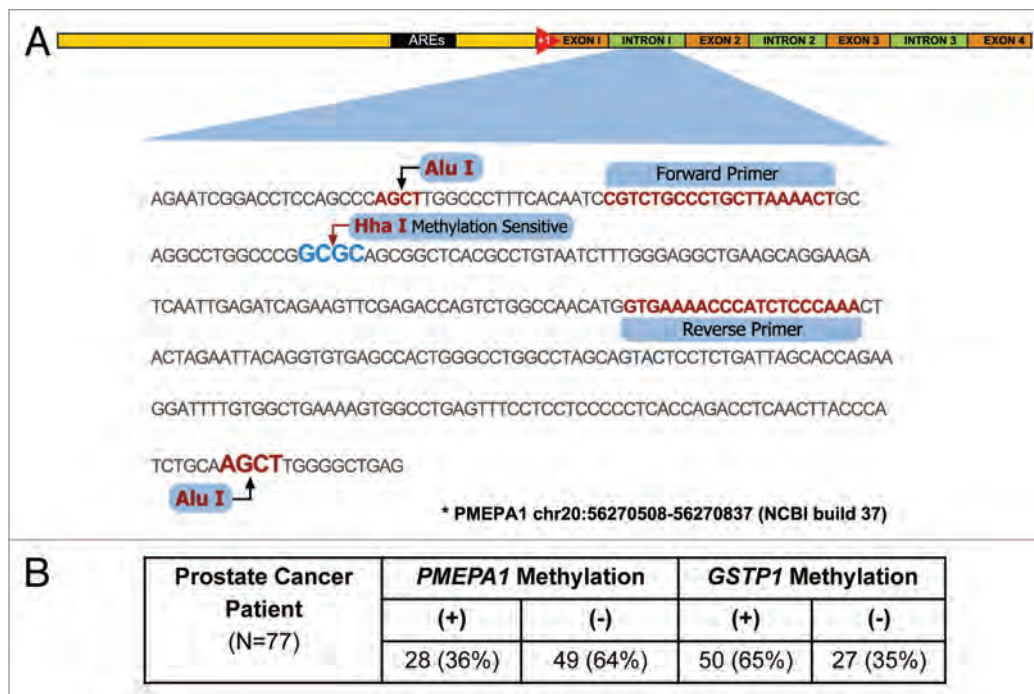 A
AREs
+1
EXON I
INTRON I
EXON 2
INTRON 2
EXON 3
INTRON 3
EXON 4
Alu I
Forward Primer
AGAATCGGACCTCCAGCCCAGCTTGGCCCTTTCACAATCCGTCTGCCCTGCTTAAAACTGC
Hha I Methylation Sensitive
AGGCCTGGCCCGGCGCAGCGGCTCACGCCTGTAATCTTTGGGAGGCTGAAGCAGGAAGA
TCAATTGAGATCAGAAGTTCGAGACCAGTCTGGCCAACATGGTGAAAACCCATCTCCCAAACT
Reverse Primer
ACTAGAATTACAGGTGTGAGCCACTGGGCCTGGCCTAGCAGTACTCCTCTGATTAGCACCAGAA
GGATTTTGTGGCTGAAAAGTGGCCTGAGTTTCCTCCTCCCCCTCACCAGACCTCAACTTACCCA
TCTGCAAGCTTGGGGCTGAG
Alu I
* PMEPA1 chr20:56270508-56270837 (NCBI build 37)
B
Prostate Cancer Patient (N=77)
PMEPA1 Methylation
GSTP1 Methylation
(+) (-) (+) (-)
28 (36%) 49 (64%) 50 (65%) 27 (35%)